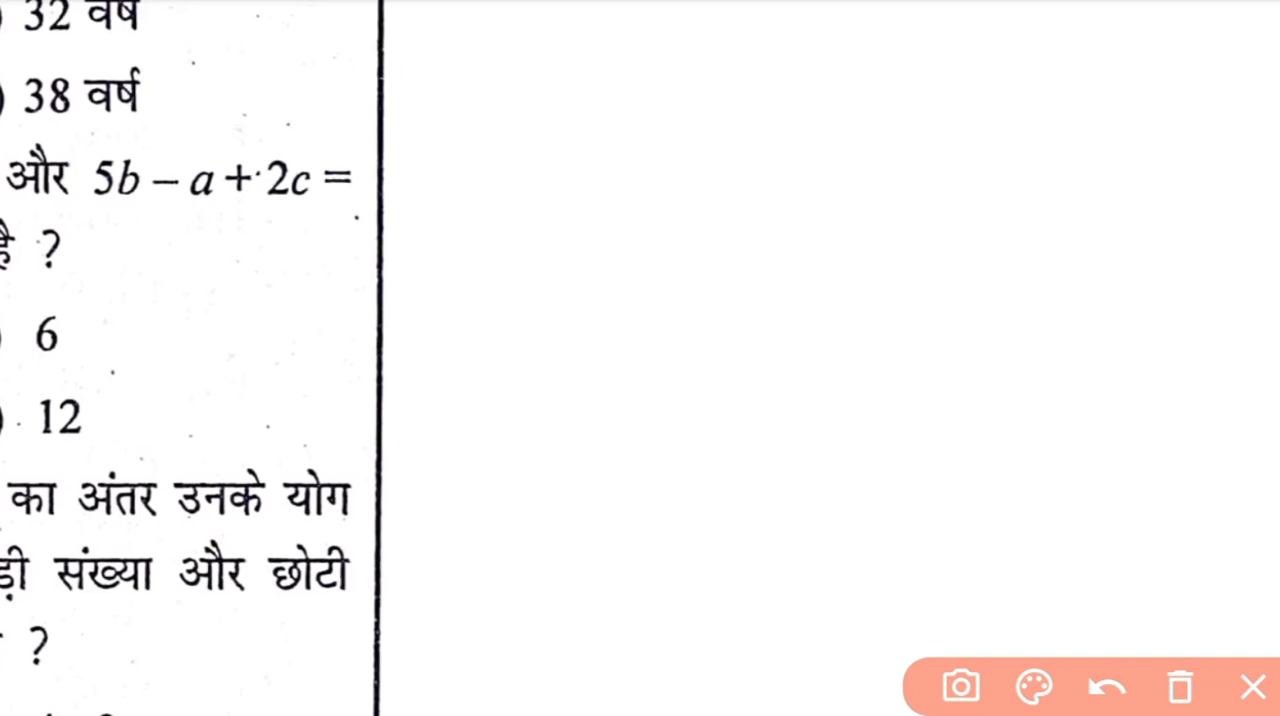 ) 32 वर्ष
) 38 वर्ष
और 5b – a + 2c =
है ?
) 6
) 12
का अंतर उनके योग
संख्या और छोटी
?